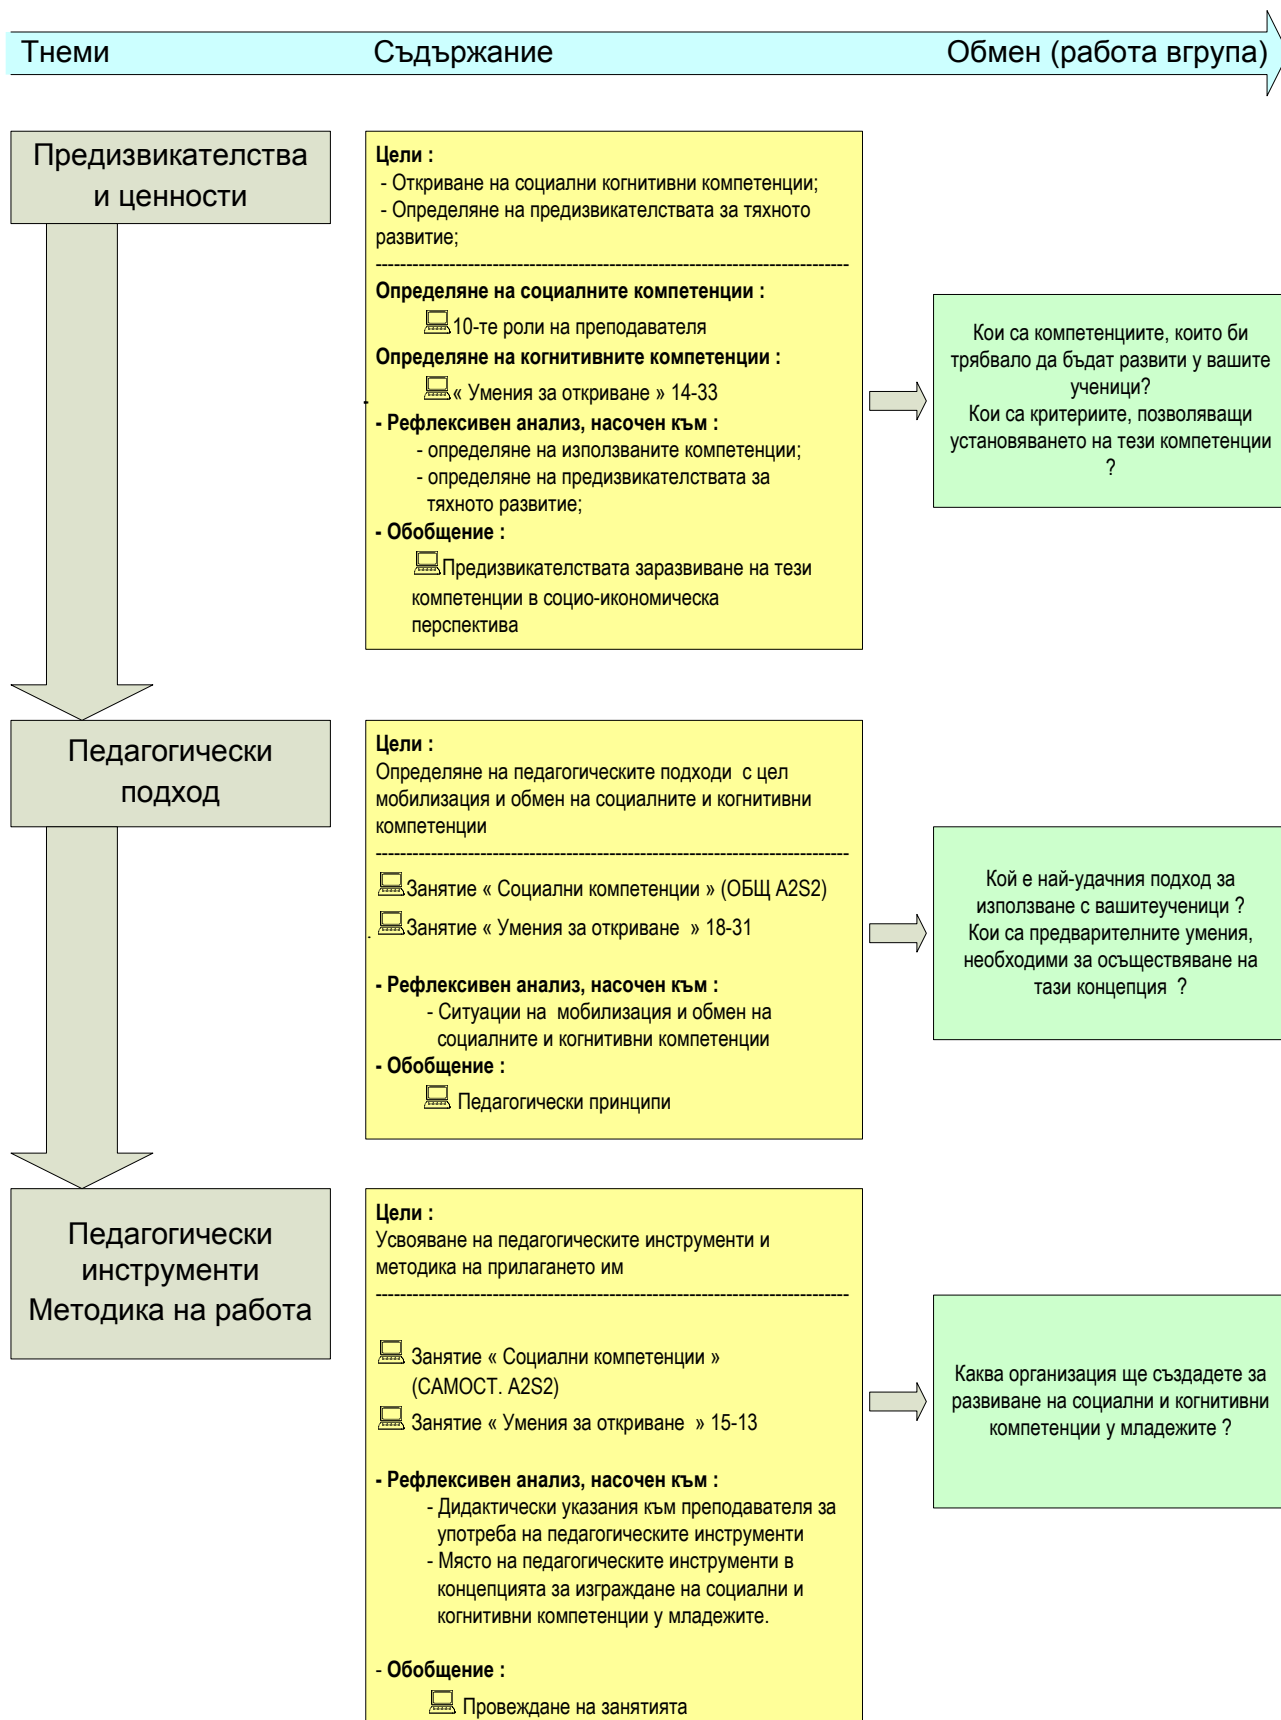 Тнеми
Съдържание
Обмен (работа вгрупа)
Предизвикателства
и ценности
Цели :
- Откриване на социални когнитивни компетенции;
- Определяне на предизвикателствата за тяхното
развитие;
Определяне на социалните компетенции :
10-те роли на преподавателя
Определяне на когнитивните компетенции :
« Умения за откриване » 14-33
- Рефлексивен анализ, насочен към :
- определяне на използваните компетенции;
- определяне на предизвикателствата за
тяхното развитие;
- Обобщение :
Предизвикателствата заразвиване на тези
компетенции в социо-икономическа
перспектива
Кои са компетенциите, които би
трябвало да бъдат развити у вашите
ученици?
Кои са критериите, позволяващи
установяването на тези компетенции
?
Педагогически
подход
Цели :
Определяне на педагогическите подходи с цел
мобилизация и обмен на социалните и когнитивни
компетенции
Занятие « Социални компетенции » (ОБЩ A2S2)
Занятие « Умения за откриване » 18-31
- Рефлексивен анализ, насочен към :
- Ситуации на мобилизация и обмен на
социалните и когнитивни компетенции
- Обобщение :
Педагогически принципи
Кой е най-удачния подход за
използване с вашитеученици ?
Кои са предварителните умения,
необходими за осъществяване на
тази концепция ?
Педагогически
инструменти
Методика на работа
Цели :
Усвояване на педагогическите инструменти и
методика на прилагането им
Занятие « Социални компетенции »
(САМОСТ. A2S2)
Занятие « Умения за откриване » 15-13
- Рефлексивен анализ, насочен към :
- Дидактически указания към преподавателя за
употреба на педагогическите инструменти
- Място на педагогическите инструменти в
концепцията за изграждане на социални и
когнитивни компетенции у младежите.
- Обобщение :
Провеждане на занятията
Каква организация ще създадете за
развиване на социални и когнитивни
компетенции у младежите ?